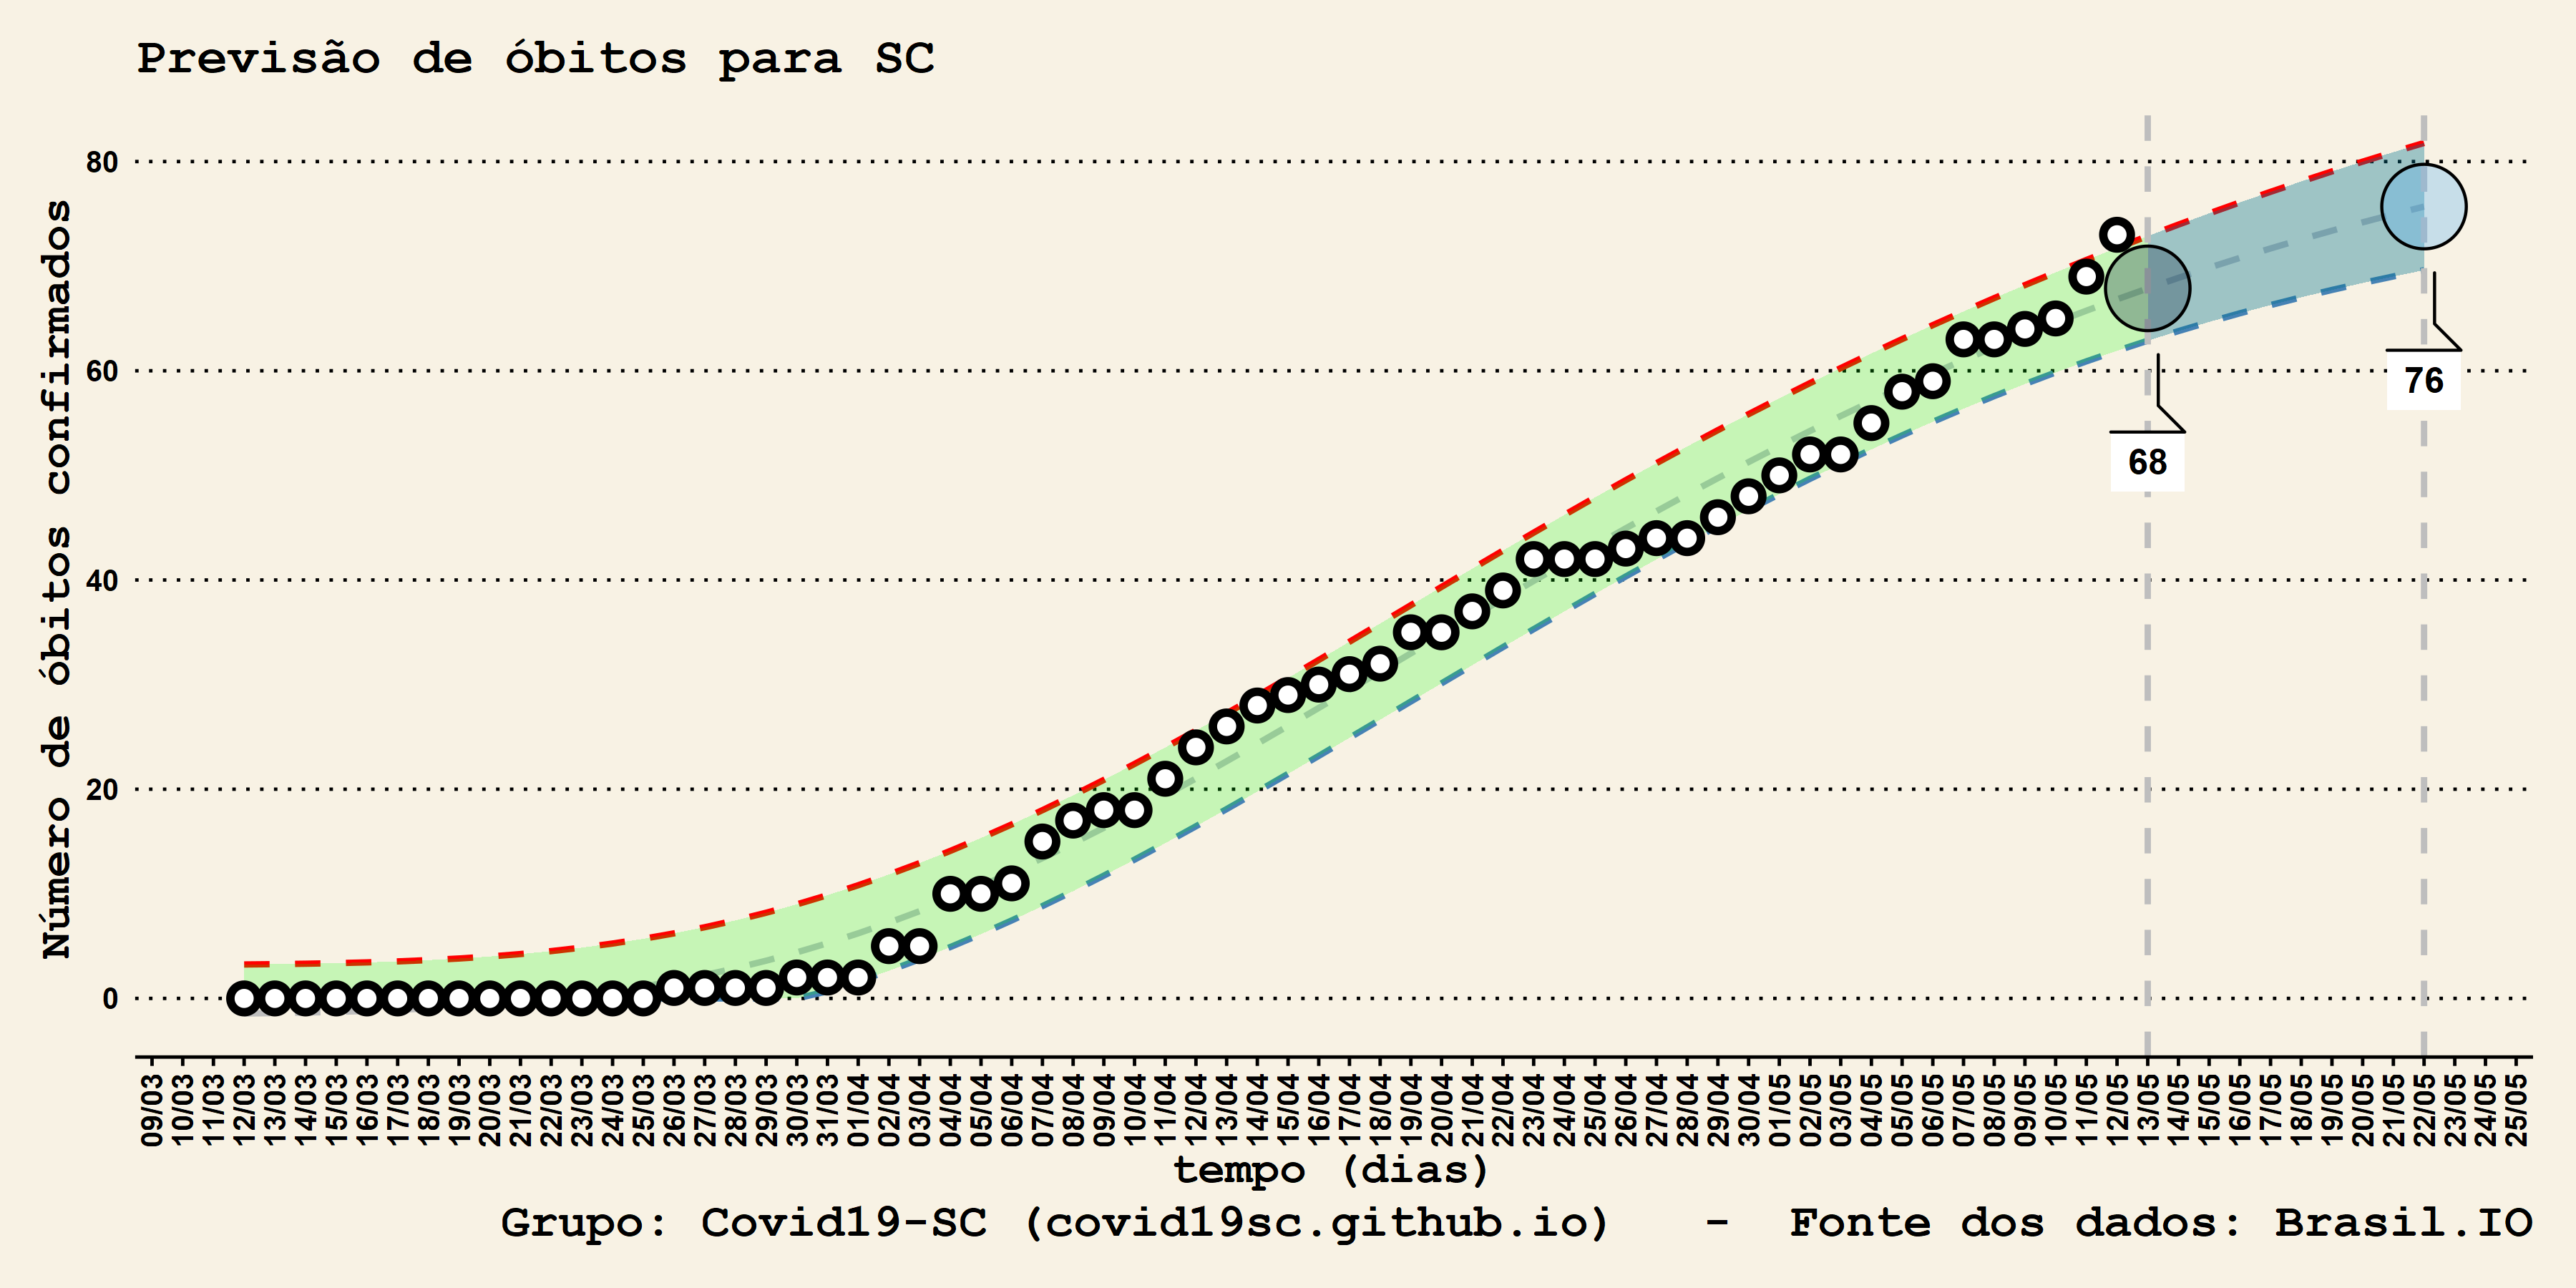 Previsão de óbitos para SC
Número de óbitos confirmados
80
60
40
20
0
76
68
09/03 10/03 11/03 12/03 13/03 14/03 15/03 16/03 17/03 18/03 19/03 20/03 21/03 22/03 23/03 24/03 25/03 26/03 27/03 28/03 29/03 30/03 31/03 01/04 02/04 03/04 04/04 05/04 06/04 07/04 08/04 09/04 10/04 11/04 12/04 13/04 14/04 15/04 16/04 17/04 18/04 19/04 20/04 21/04 22/04 23/04 24/04 25/04 26/04 27/04 28/04 29/04 30/04 01/05 02/05 03/05 04/05 05/05 06/05 07/05 08/05 09/05 10/05 11/05 12/05 13/05 14/05 15/05 16/05 17/05 18/05 19/05 20/05 21/05 22/05 23/05 24/05 25/05
tempo (dias)
Grupo: Covid19-SC (covid19sc.github.io) - Fonte dos dados: Brasil.IO